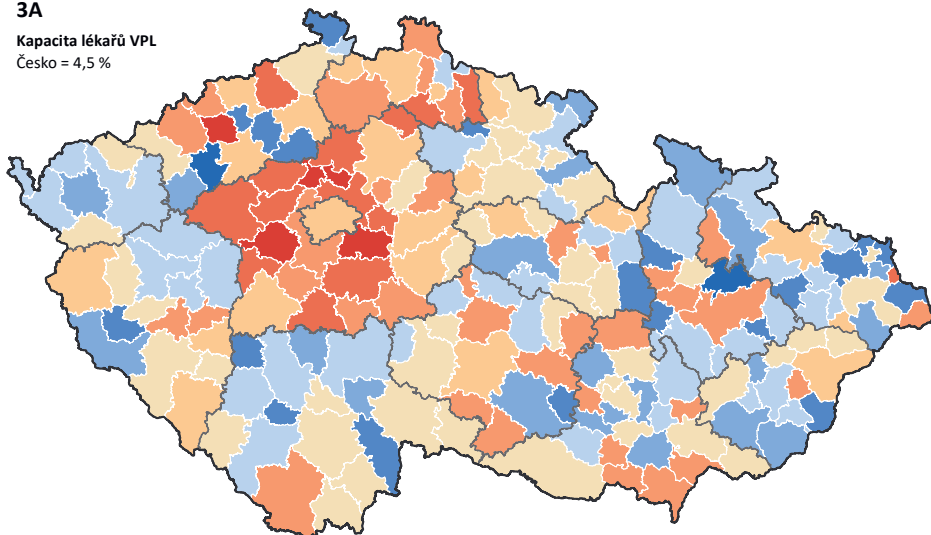 3A
Kapacita lékařů VPL
Česko = 4,5 %